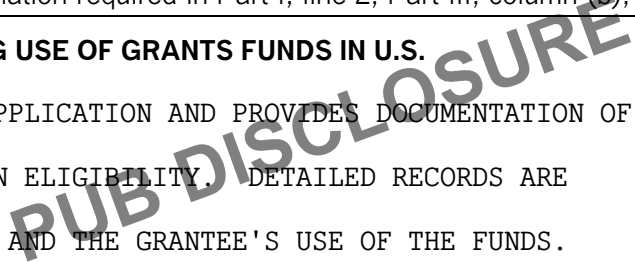 nation required in Part I, line 2; Part III, column (b);
G USE OF GRANTS FUNDS IN U.S.
PPLICATION AND PROVIDES DOCUMENTATION OF
N ELIGIBILITY. DETAILED RECORDS ARE
AND THE GRANTEE'S USE OF THE FUNDS.
PUB DISCLOSURE